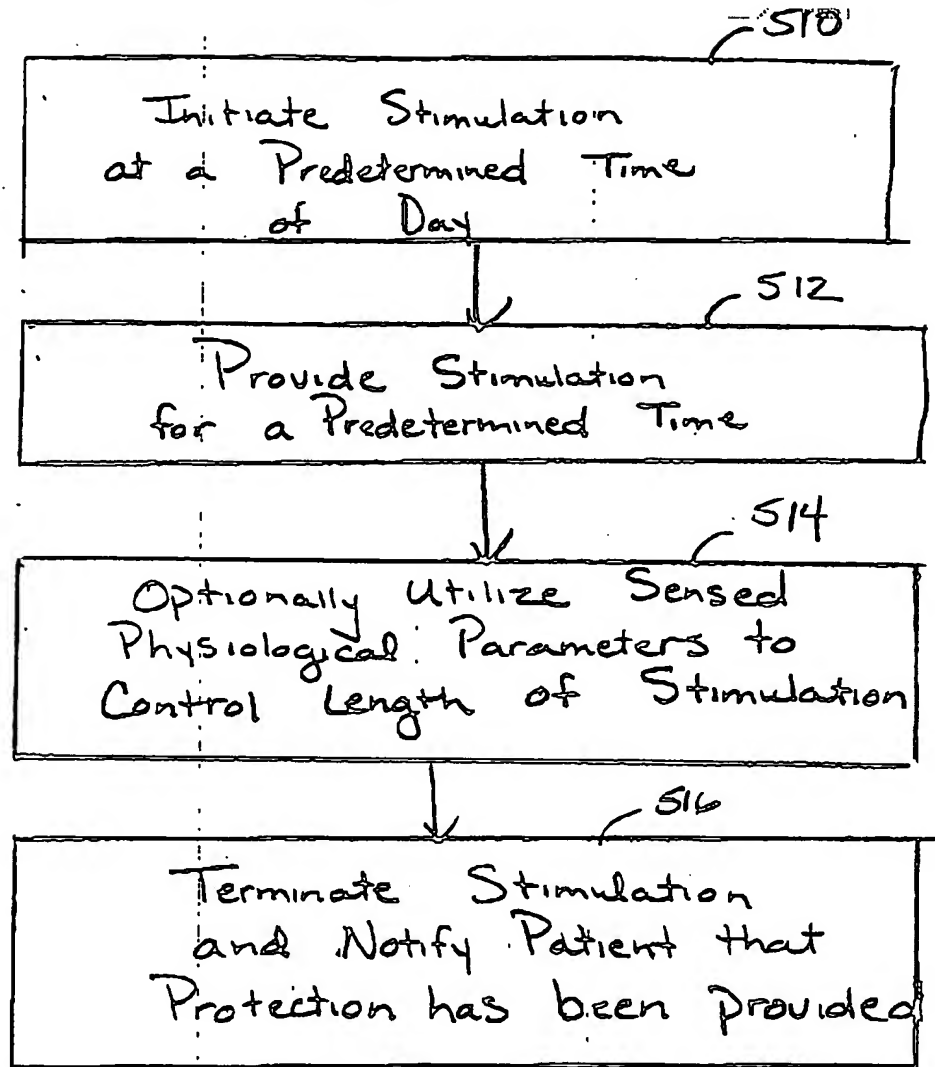 510
Initiate Stimulation
at a Predetermined Time
of Day
512
Provide Stimulation
for a Predetermined Time
514
Optionally Utilize Sensed
Physiological Parameters to
Control Length of Stimulation
516
Terminate Stimulation
and Notify Patient that
Protection has been provided